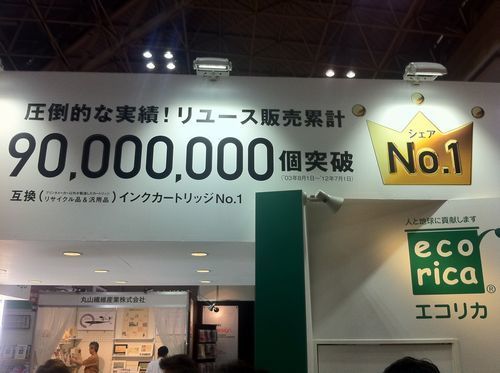 圧倒的な実績！リユース販売累計
90,000,000個突破
('03年8月1日〜'12年7月1日)
互換(リサイクル品&汎用品)インクカートリッジNo.1
シェア
No.1
人と地球に貢献します
eco
rica®
エコリカ
丸山繊維産業株式会社